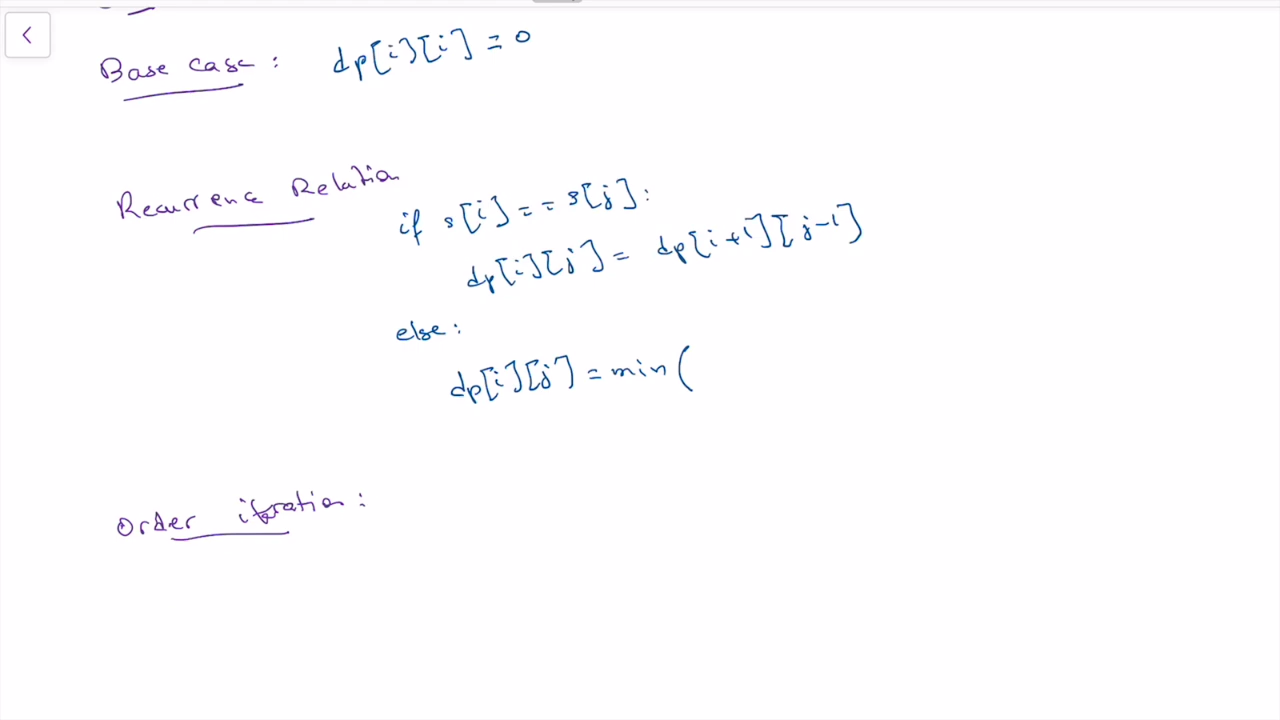 Base case: dp[i][i] = 0
Recurrence Relation
if s[i] == s[j]:
dp[i][j] = dp[i+1][j-1]
else:
dp[i][j] = min(
Order iteration: